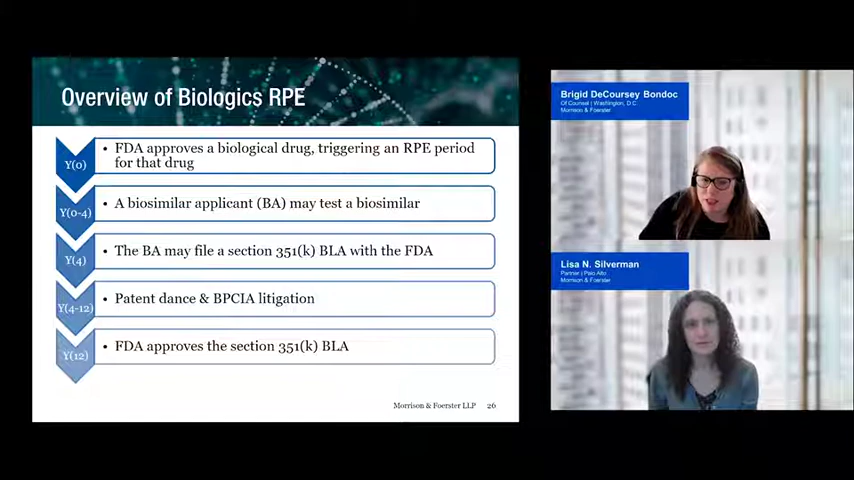 Overview of Biologics RPE
Y(0)
• FDA approves a biological drug, triggering an RPE period
for that drug
Y(0-4)
• A biosimilar applicant (BA) may test a biosimilar
Y(4)
• The BA may file a section 351(k) BLA with the FDA
Y(4-12)
• Patent dance & BPCIA litigation
Y(12)
• FDA approves the section 351(k) BLA
Morrison & Foerster LLP 26
Brigid DeCoursey Bondoc
Of Counsel | Washington, D.C.
Morrison & Foerster
Lisa N. Silverman
Partner | Palo Alto
Morrison & Foerster